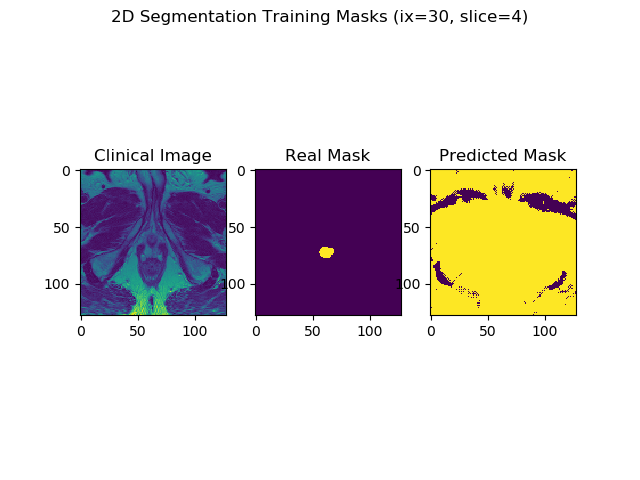 2D Segmentation Training Masks (ix=30, slice=4)
Clinical Image Real Mask Predicted Mask
0 0 0
50 50 50
100 100 100
0 50 100 0 50 100 0 50 100